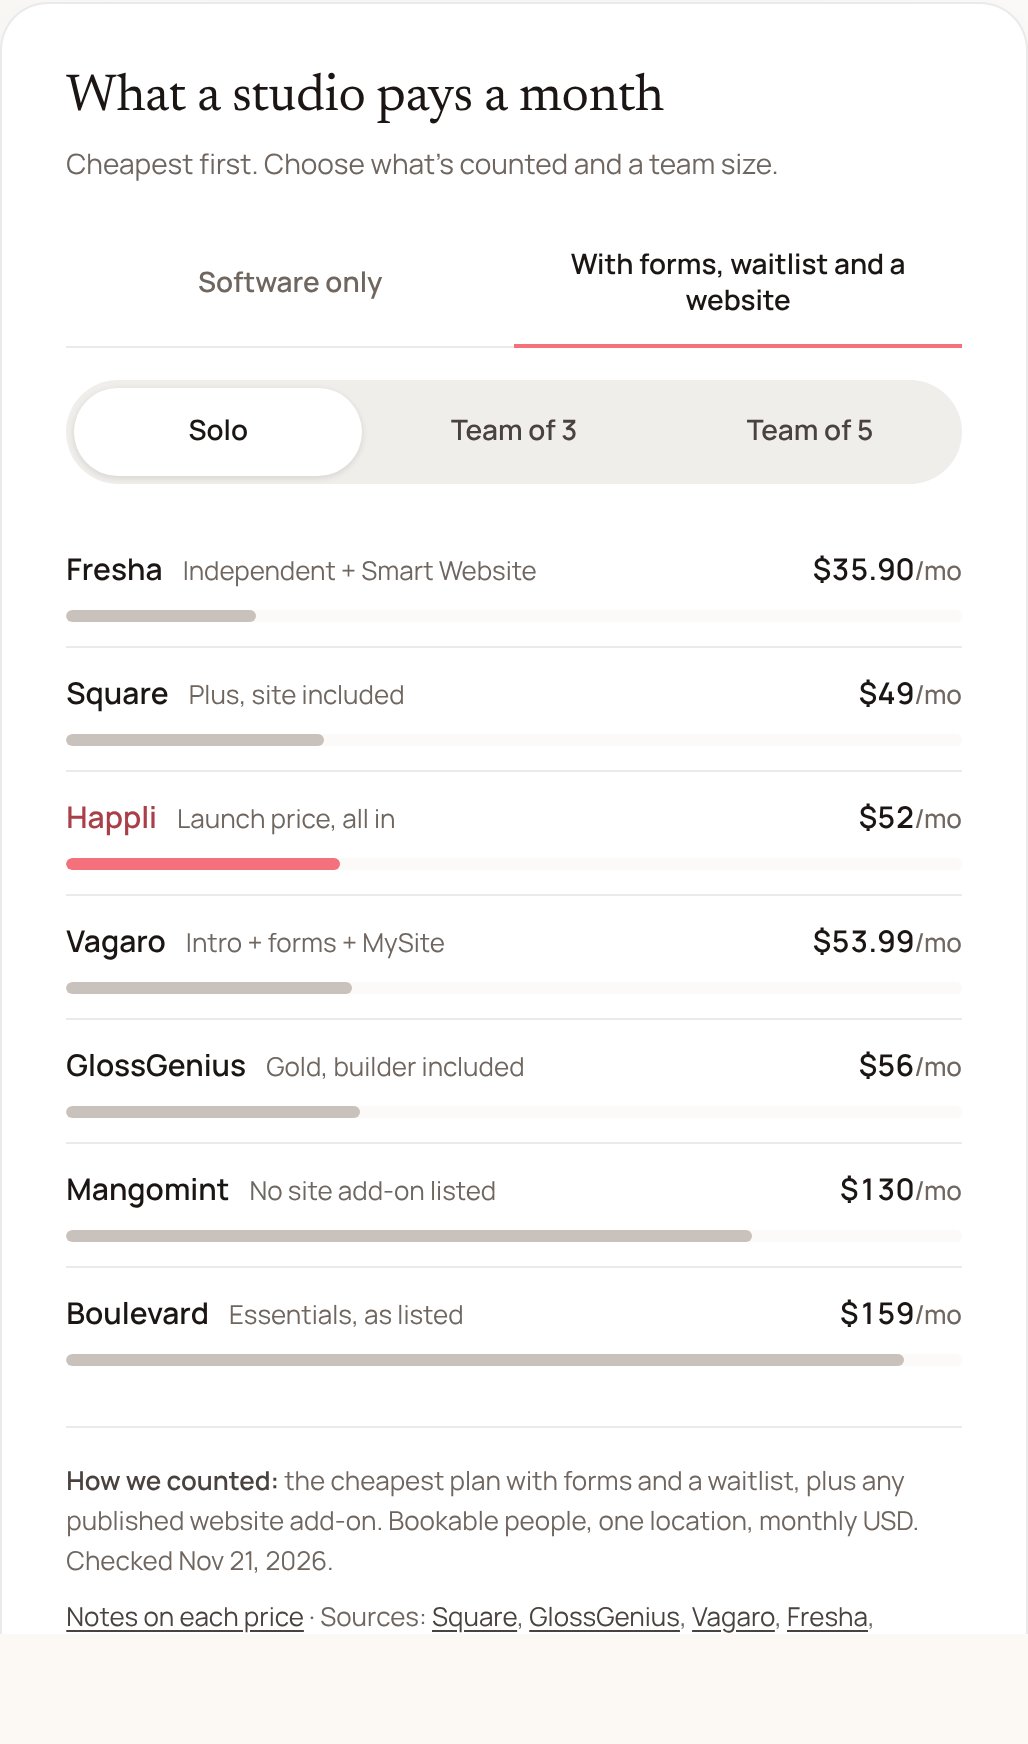 What a studio pays a month
Cheapest first. Choose what's counted and a team size.
Software only
With forms, waitlist and a
website
Solo
Team of 3
Team of 5
Fresha Independent + Smart Website $35.90/mo
Square Plus, site included $49/mo
Happli Launch price, all in $52/mo
Vagaro Intro + forms + MySite $53.99/mo
GlossGenius Gold, builder included $56/mo
Mangomint No site add-on listed $130/mo
Boulevard Essentials, as listed $159/mo
How we counted: the cheapest plan with forms and a waitlist, plus any
published website add-on. Bookable people, one location, monthly USD.
Checked Nov 21, 2026.
Notes on each price · Sources: Square, GlossGenius, Vagaro, Fresha,